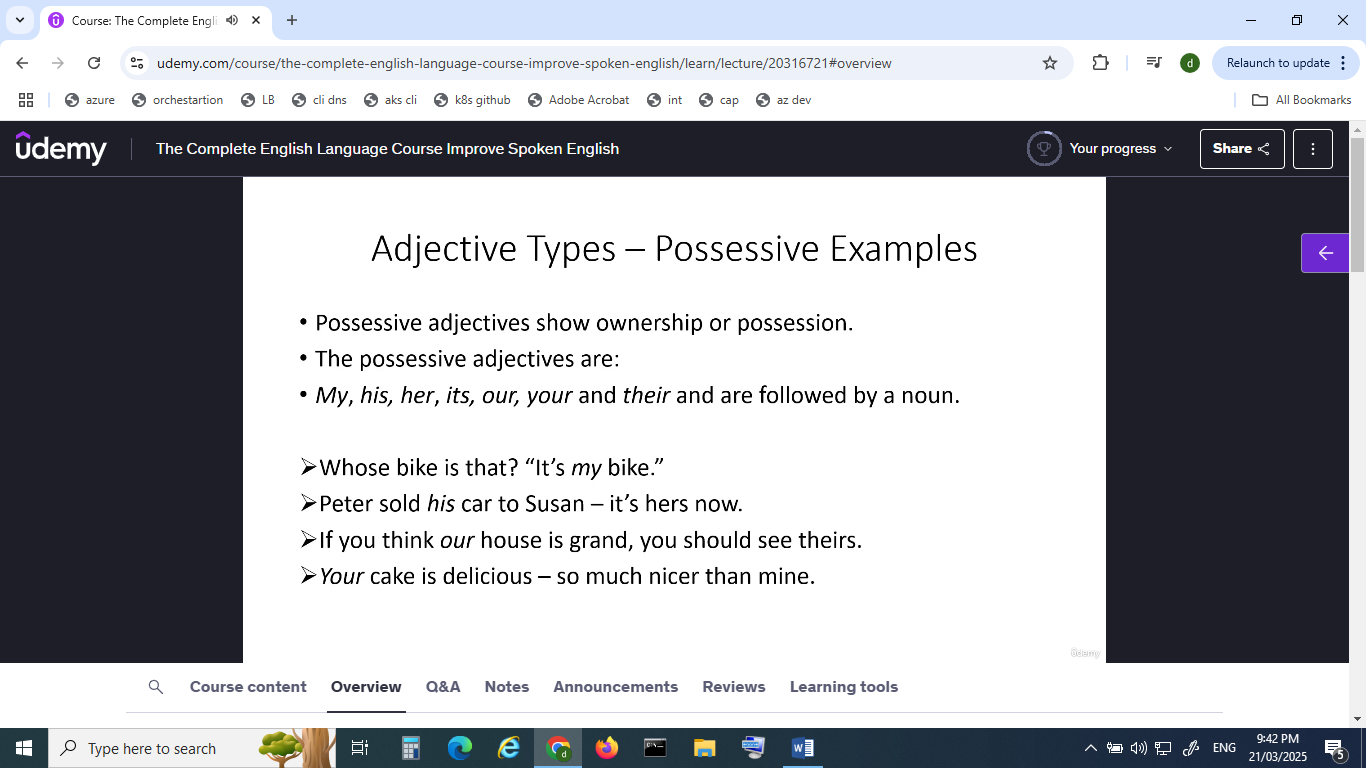 Course: The Complete Engli
udemy.com/course/the-complete-english-language-course-improve-spoken-english/learn/lecture/20316721#overview
d
Relaunch to update
azure
orchestartion
LB
cli dns
aks cli
k8s github
Adobe Acrobat
int
cap
az dev
All Bookmarks
ûdemy
The Complete English Language Course Improve Spoken English
Your progress
Share
Adjective Types – Possessive Examples
• Possessive adjectives show ownership or possession.
• The possessive adjectives are:
• My, his, her, its, our, your and their and are followed by a noun.
➢Whose bike is that? “It’s my bike.”
➢Peter sold his car to Susan – it’s hers now.
➢If you think our house is grand, you should see theirs.
➢Your cake is delicious – so much nicer than mine.
ûdemy
Course content
Overview
Q&A
Notes
Announcements
Reviews
Learning tools
Type here to search
ENG
9:42 PM
21/03/2025
5